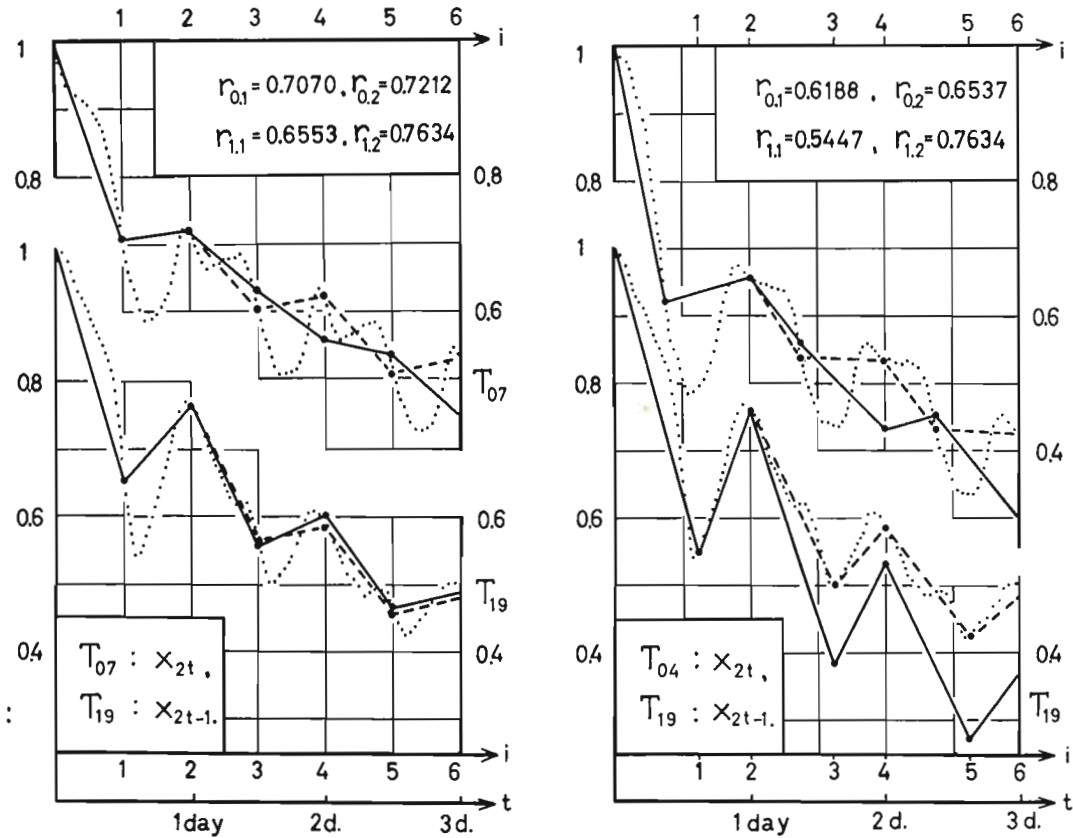 1 2 3 4 5 6 i
1
r0.1=0.7070, r0.2=0.7212
r1.1=0.6553, r1.2=0.7634
0.8 0.8
1
0.6
T07
0.8
0.6 0.6
T19
0.4 0.4
T07 : x2t,
T19 : x2t-1.
:
1 2 3 4 5 6 i
1day 2d. 3d. t
1 2 3 4 5 6 i
1
r0.1=0.6188 , r0.2=0.6537
r1.1=0.5447 , r1.2=0.7634
0.8 0.8
1
0.6
0.8
0.4
0.6
0.4 0.4
T04 : x2t,
T19 : x2t-1.
T19
1 2 3 4 5 6 i
1day 2d. 3d. t